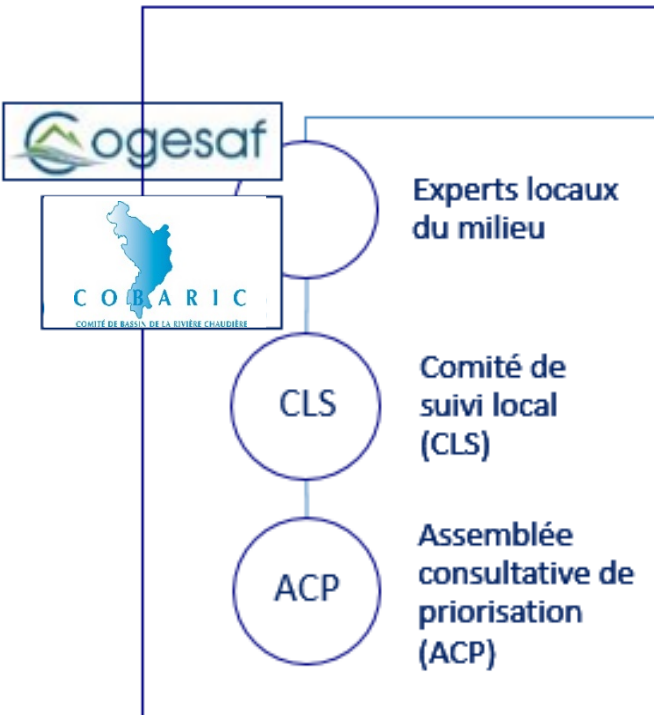 Cogesaf
COBARIC
COMITÉ DE BASSIN DE LA RIVIÈRE CHAUDIÈRE
Experts locaux
du milieu
CLS
Comité de
suivi local
(CLS)
ACP
Assemblée
consultative de
priorisation
(ACP)